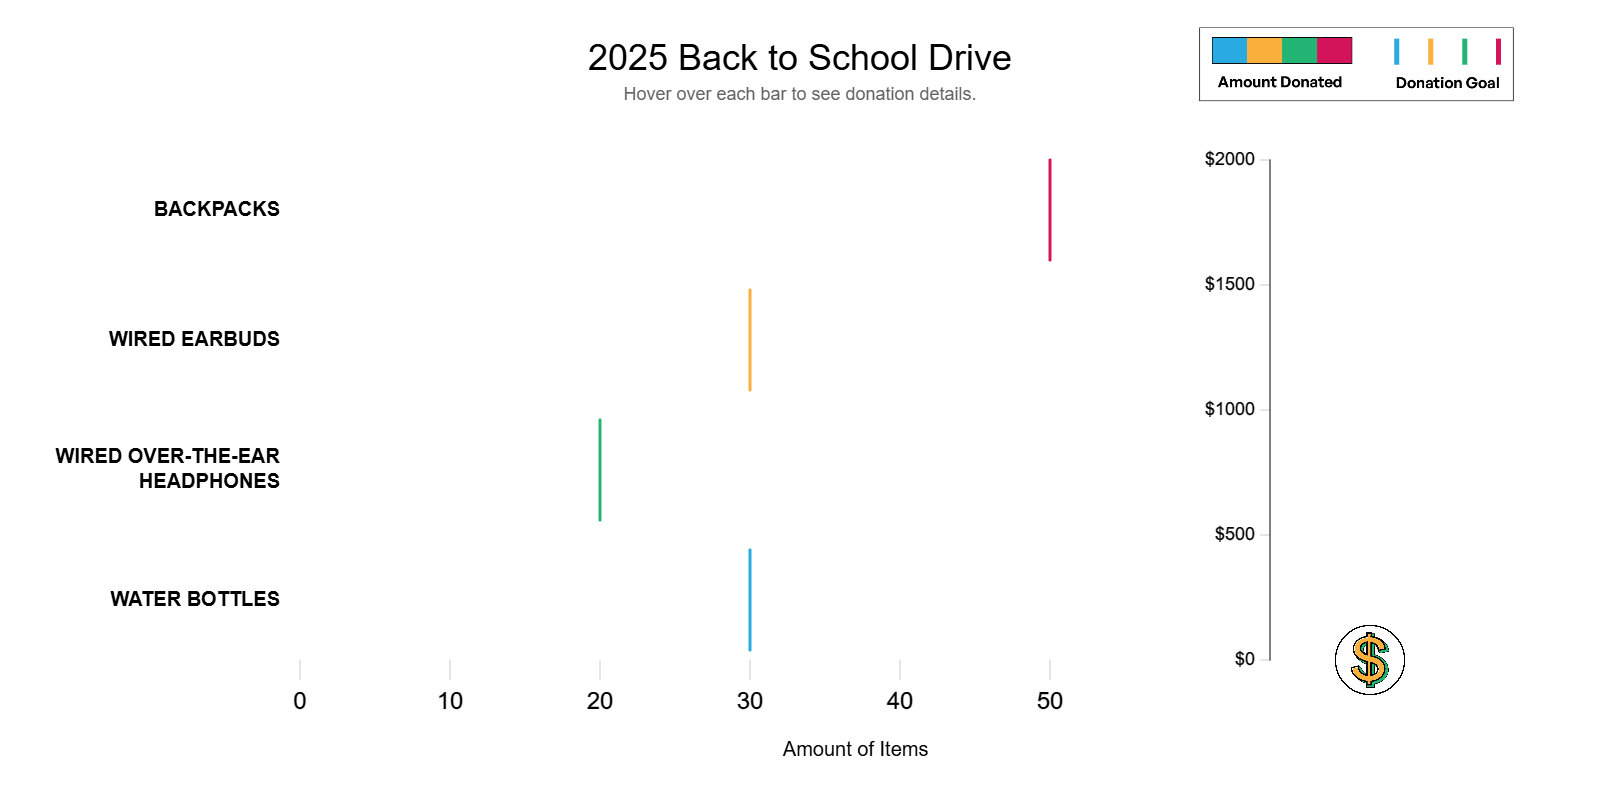 2025 Back to School Drive
Hover over each bar to see donation details.
Amount Donated
Donation Goal
BACKPACKS
WIRED EARBUDS
WIRED OVER-THE-EAR
HEADPHONES
WATER BOTTLES
0 10 20 30 40 50
Amount of Items
$2000
$1500
$1000
$500
$0
$